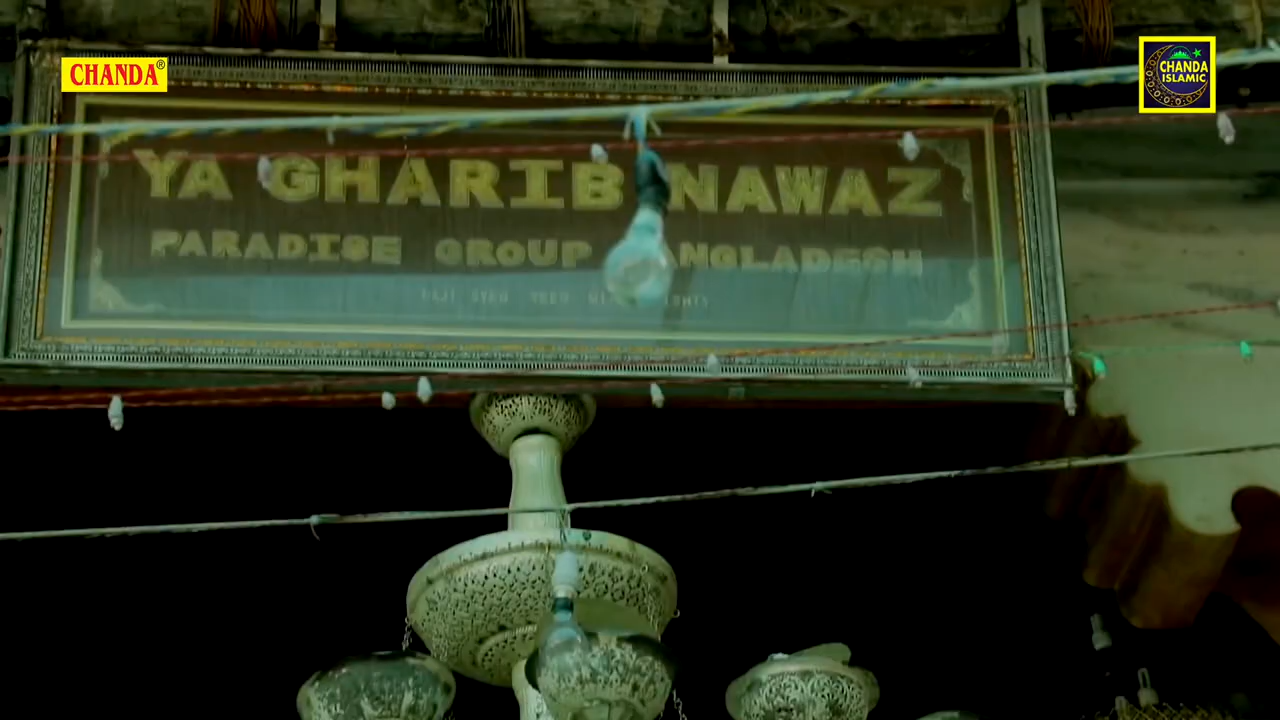 CHANDA®
CHANDA
ISLAMIC
YA GHARIB NAWAZ
PARADISE GROUP